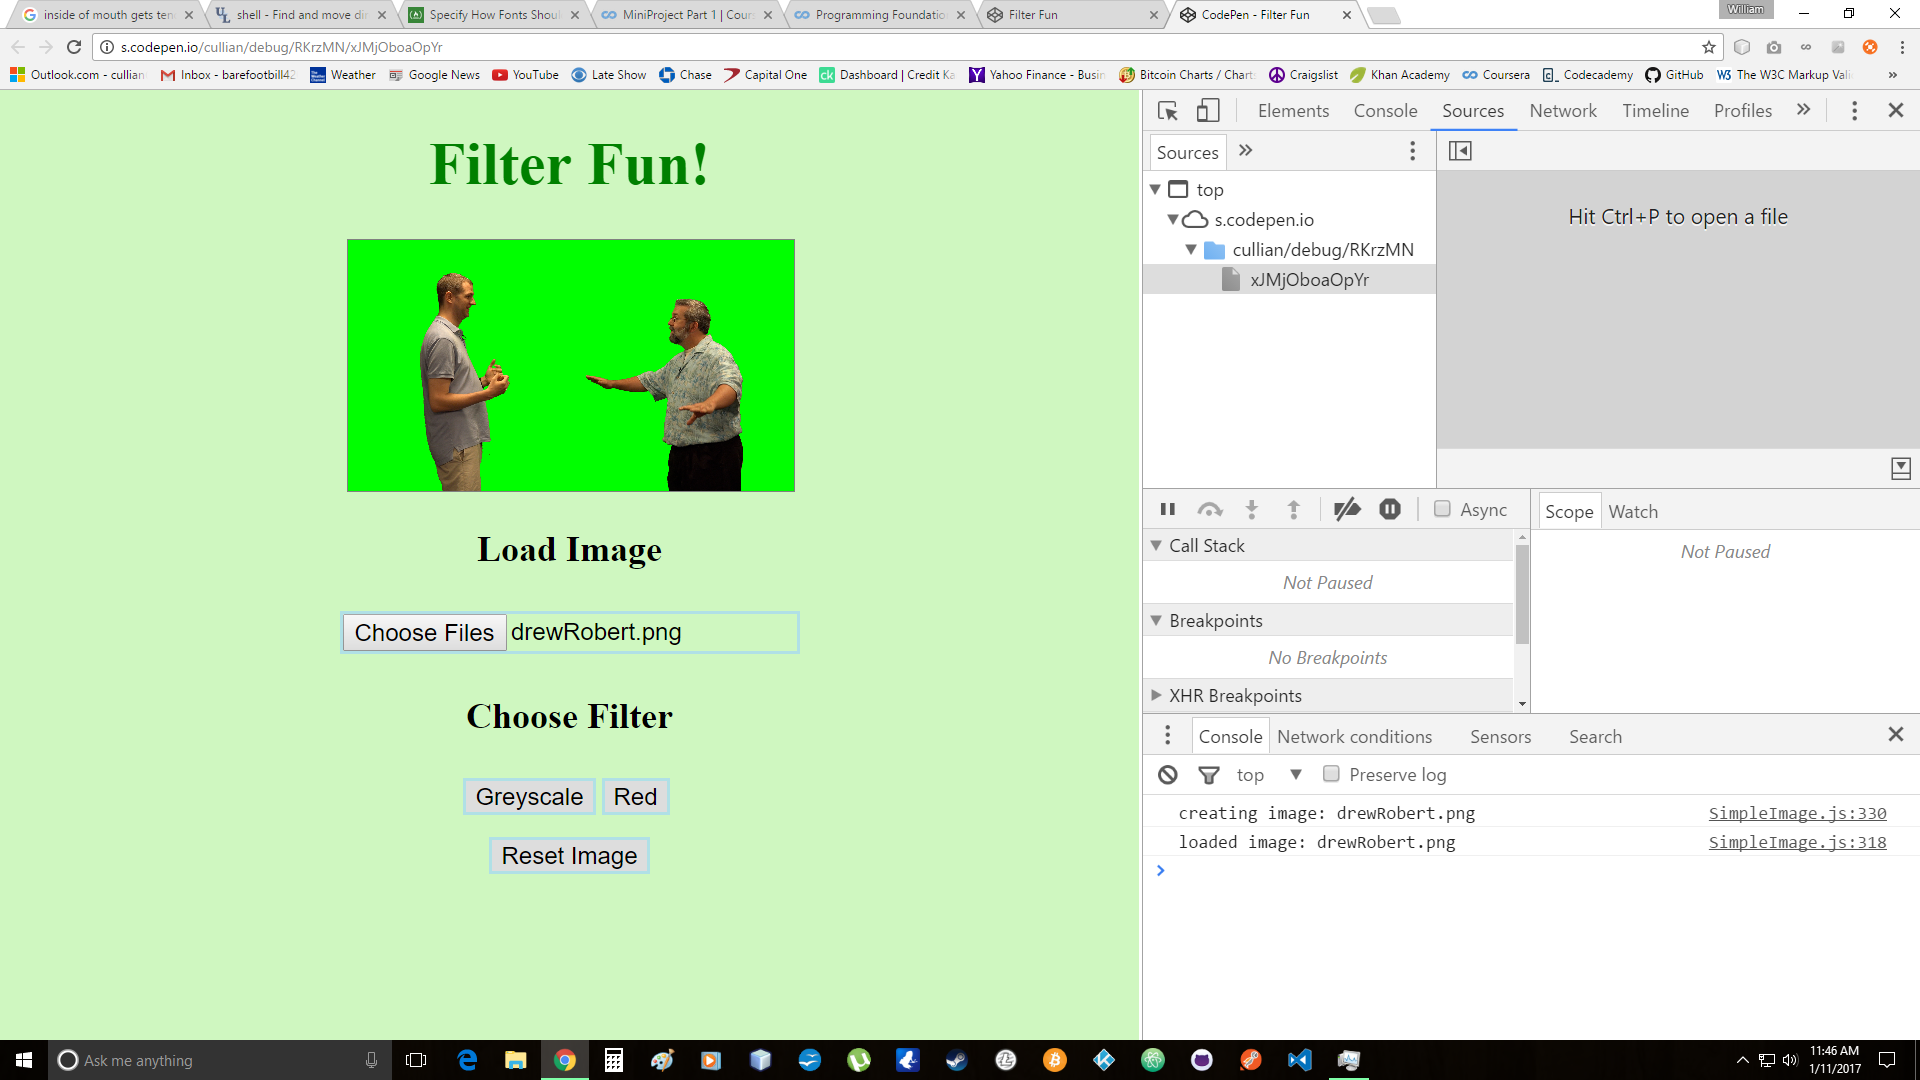 inside of mouth gets ten
shell - Find and move dir
Specify How Fonts Shoul
MiniProject Part 1 | Cour
Programming Foundatio
Filter Fun
CodePen - Filter Fun
William
s.codepen.io/cullian/debug/RKrzMN/xJMjOboaOpYr
Outlook.com - cullian
Inbox - barefootbill42
Weather
Google News
YouTube
Late Show
Chase
Capital One
Dashboard | Credit Ka
Yahoo Finance - Busin
Bitcoin Charts / Charts
Craigslist
Khan Academy
Coursera
Codecademy
GitHub
The W3C Markup Vali
»
Filter Fun!
Load Image
Choose Files drewRobert.png
Choose Filter
Greyscale Red
Reset Image
Elements Console Sources Network Timeline Profiles »
Sources »
top
s.codepen.io
cullian/debug/RKrzMN
xJMjOboaOpYr
Hit Ctrl+P to open a file
Async
Call Stack
Not Paused
Breakpoints
No Breakpoints
XHR Breakpoints
Scope Watch
Not Paused
Console Network conditions Sensors Search
top Preserve log
creating image: drewRobert.png SimpleImage.js:330
loaded image: drewRobert.png SimpleImage.js:318
Ask me anything
11:46 AM
1/11/2017